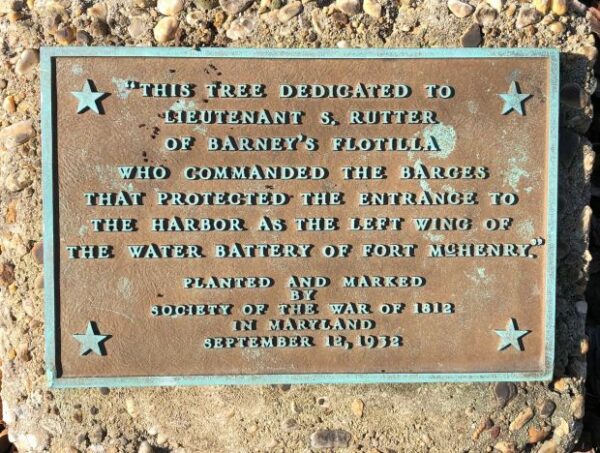 "THIS TREE DEDICATED TO
LIEUTENANT S. RUTTER
OF BARNEY'S FLOTILLA
WHO COMMANDED THE BARGES
THAT PROTECTED THE ENTRANCE TO
THE HARBOR AS THE LEFT WING OF
THE WATER BATTERY OF FORT McHENRY."
PLANTED AND MARKED
BY
SOCIETY OF THE WAR OF 1812
IN MARYLAND
SEPTEMBER 12, 1932